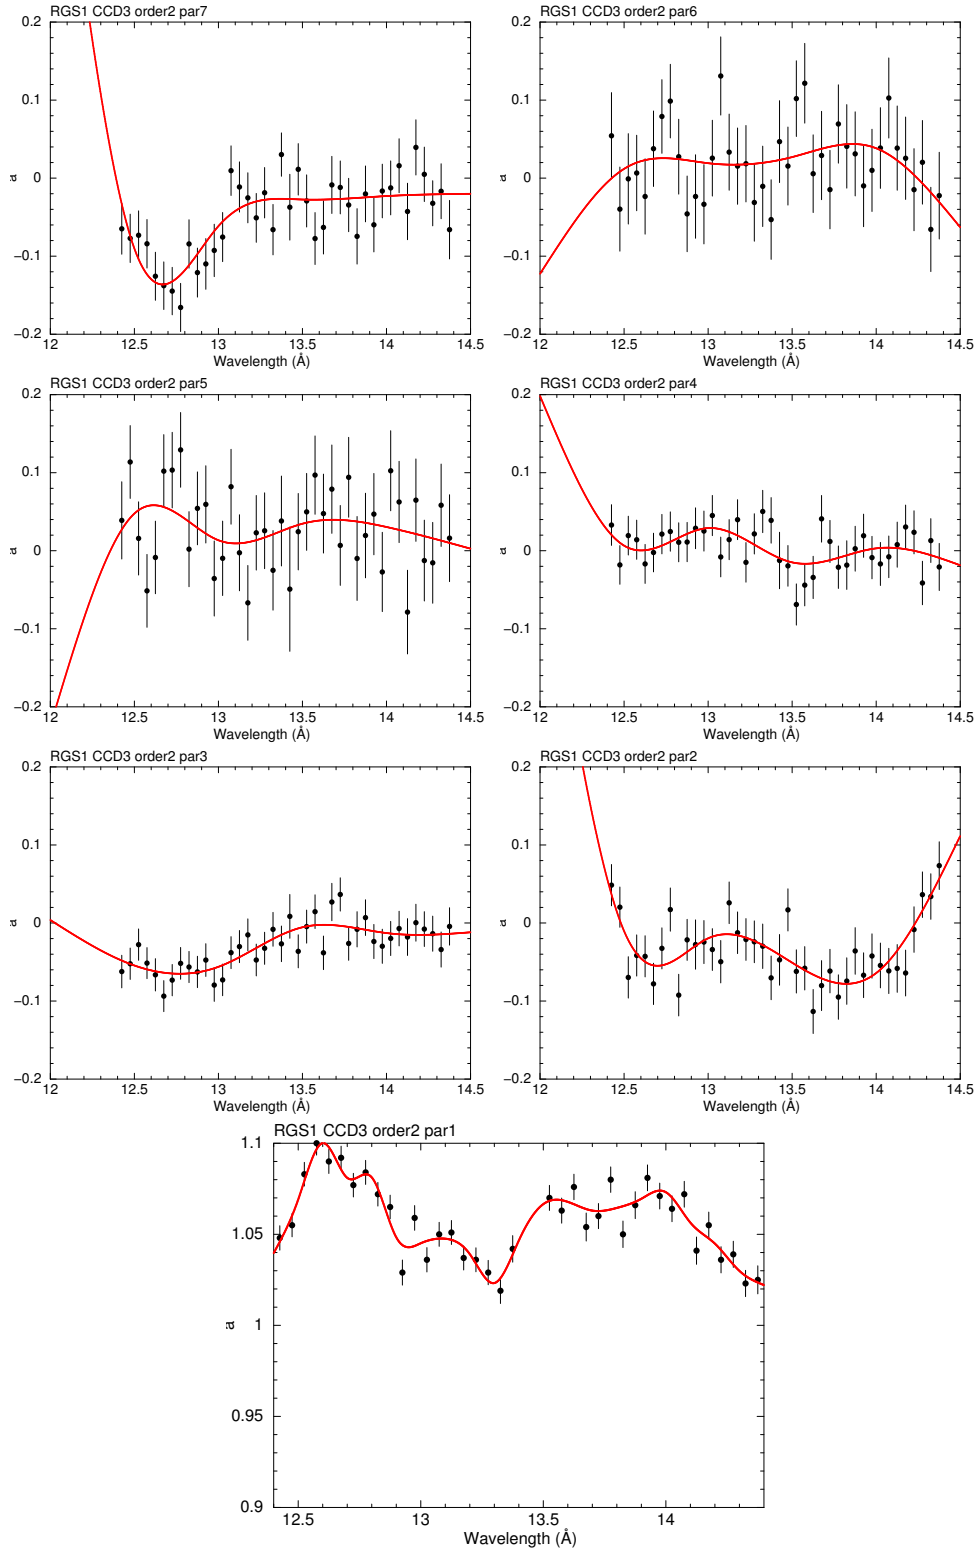 RGS1 CCD3 order2 par7
0.2
0.1
0
−0.1
−0.2
a
12 12.5 13 13.5 14 14.5
Wavelength (Å)
RGS1 CCD3 order2 par6
0.2
0.1
0
−0.1
−0.2
a
12 12.5 13 13.5 14 14.5
Wavelength (Å)
RGS1 CCD3 order2 par5
0.2
0.1
0
−0.1
−0.2
a
12 12.5 13 13.5 14 14.5
Wavelength (Å)
RGS1 CCD3 order2 par4
0.2
0.1
0
−0.1
−0.2
a
12 12.5 13 13.5 14 14.5
Wavelength (Å)
RGS1 CCD3 order2 par3
0.2
0.1
0
−0.1
−0.2
a
12 12.5 13 13.5 14 14.5
Wavelength (Å)
RGS1 CCD3 order2 par2
0.2
0.1
0
−0.1
−0.2
a
12 12.5 13 13.5 14 14.5
Wavelength (Å)
RGS1 CCD3 order2 par1
1.1
1.05
1
0.95
0.9
a
12.5 13 13.5 14
Wavelength (Å)